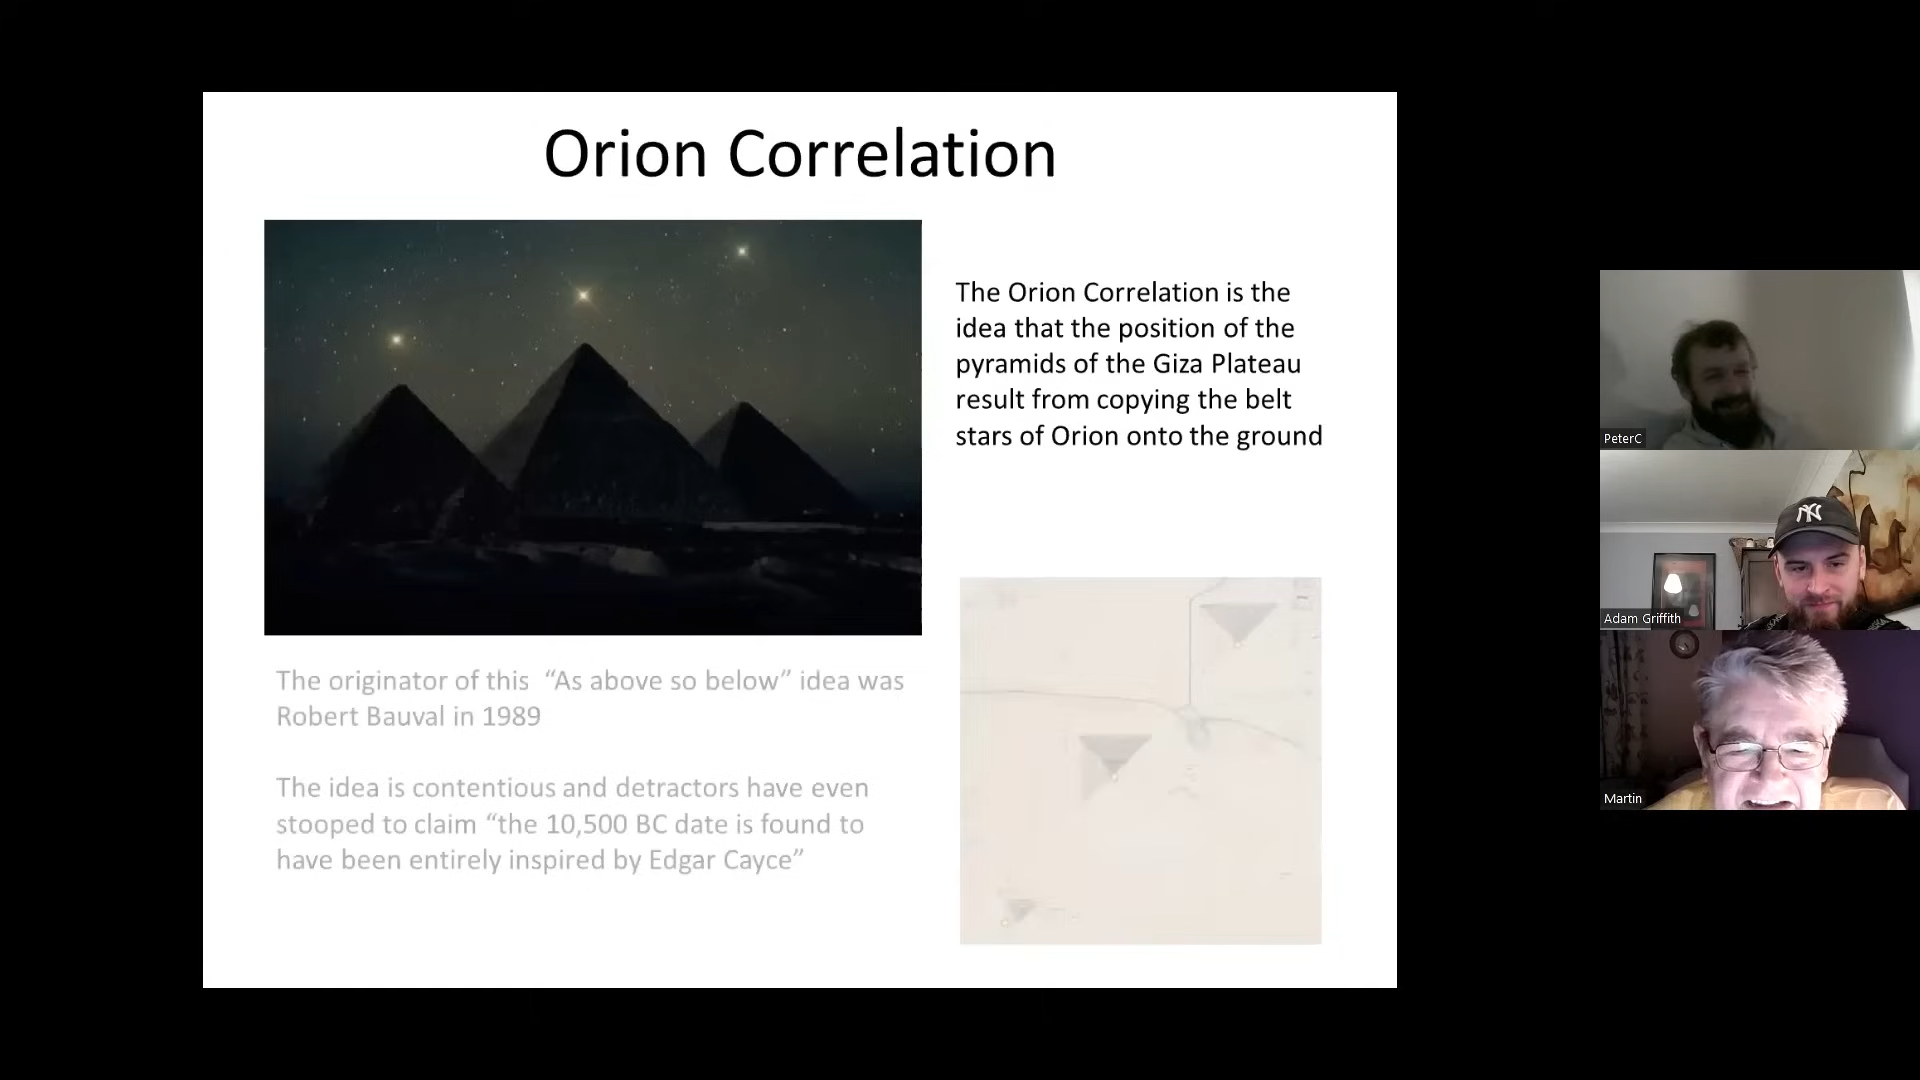 Orion Correlation
The Orion Correlation is the
idea that the position of the
pyramids of the Giza Plateau
result from copying the belt
stars of Orion onto the ground
The originator of this “As above so below” idea was
Robert Bauval in 1989
The idea is contentious and detractors have even
stooped to claim “the 10,500 BC date is found to
have been entirely inspired by Edgar Cayce”
PeterC
NY
Adam Griffith
Martin